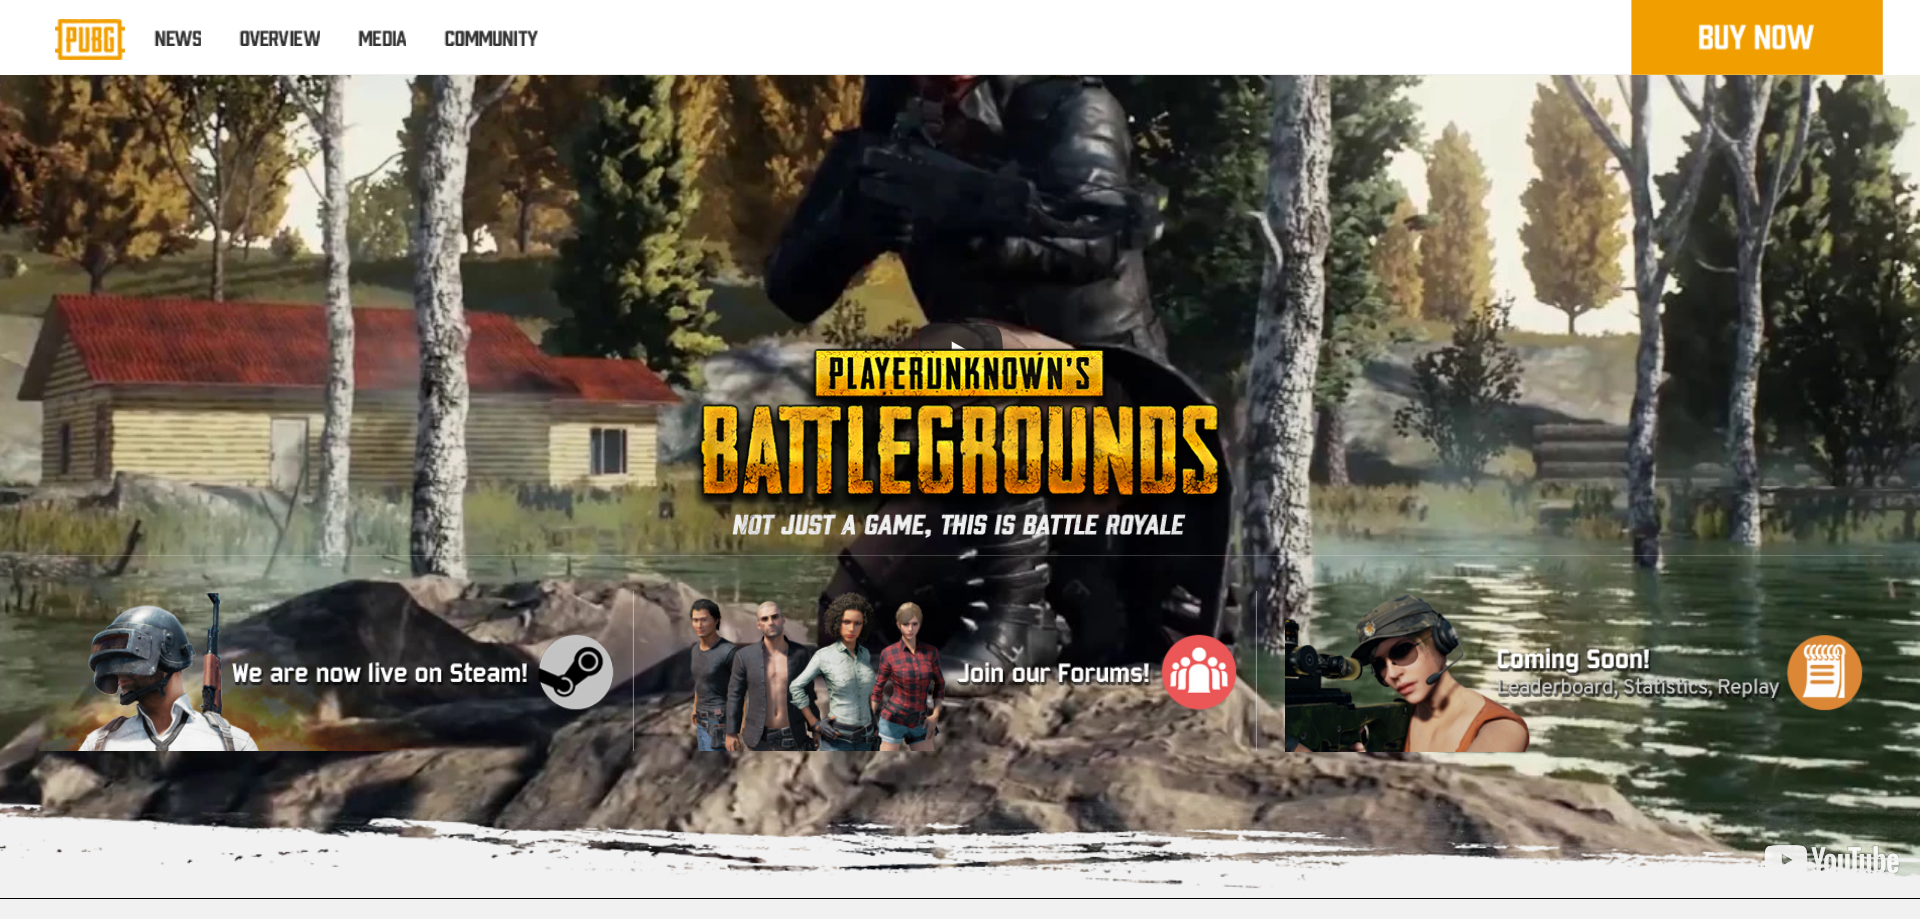 PUBG
NEWS OVERVIEW MEDIA COMMUNITY
BUY NOW
PLAYERUNKNOWN'S
BATTLEGROUNDS
NOT JUST A GAME, THIS IS BATTLE ROYALE
We are now live on Steam!
Join our Forums!
Coming Soon!
Leaderboard, Statistics, Replay
YouTube